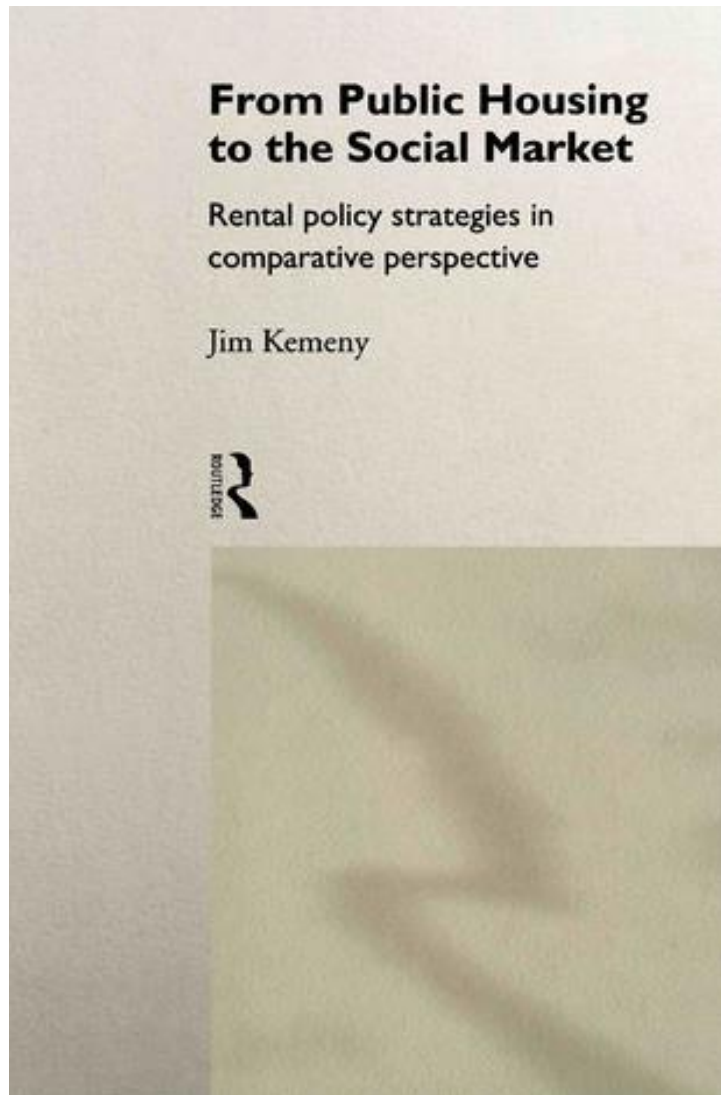 From Public Housing
to the Social Market
Rental policy strategies in
comparative perspective
Jim Kemeny
ROUTLEDGE